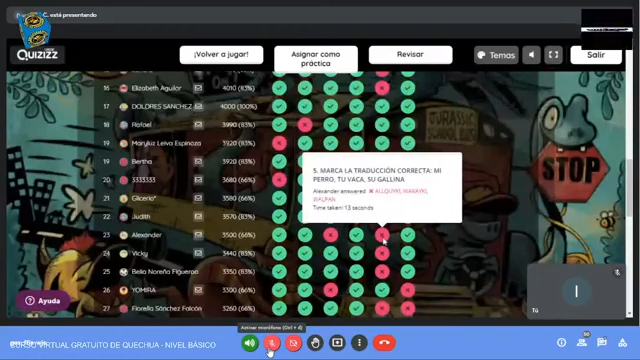 C. está presentando
QUIZIZZ
¡Volver a jugar!
Asignar como
práctica
Revisar
Temas
Salir
16 Elizabeth Aguilar 4010 (83%)
17 DOLORES SANCHEZ 4000 (100%)
18 Rafael 3990 (83%)
19 Maryluz Leiva Espinoza 3920 (83%)
19 Bertha 3920 (83%)
20 3333333 3680 (66%)
21 Gliceria 3580 (66%)
22 Judith 3570 (83%)
23 Alexander 3500 (66%)
24 Vicky 3440 (83%)
25 Bella Noreña Figueroa 3350 (83%)
26 YOMIRA 3300 (66%)
27 Fiorella Sánchez Falcón 3260 (66%)
5. MARCA LA TRADUCCIÓN CORRECTA: MI
PERRO, TU VACA, SU GALLINA
Alexander answered ALLQUYKI, WAKAYKI,
WALPAN
Time taken: 13 seconds
JURASSIC
STOP
Ayuda
I
Tú
Activar micrófono (Ctrl + d)
CURSO VIRTUAL GRATUITO DE QUECHUA - NIVEL BÁSICO
50